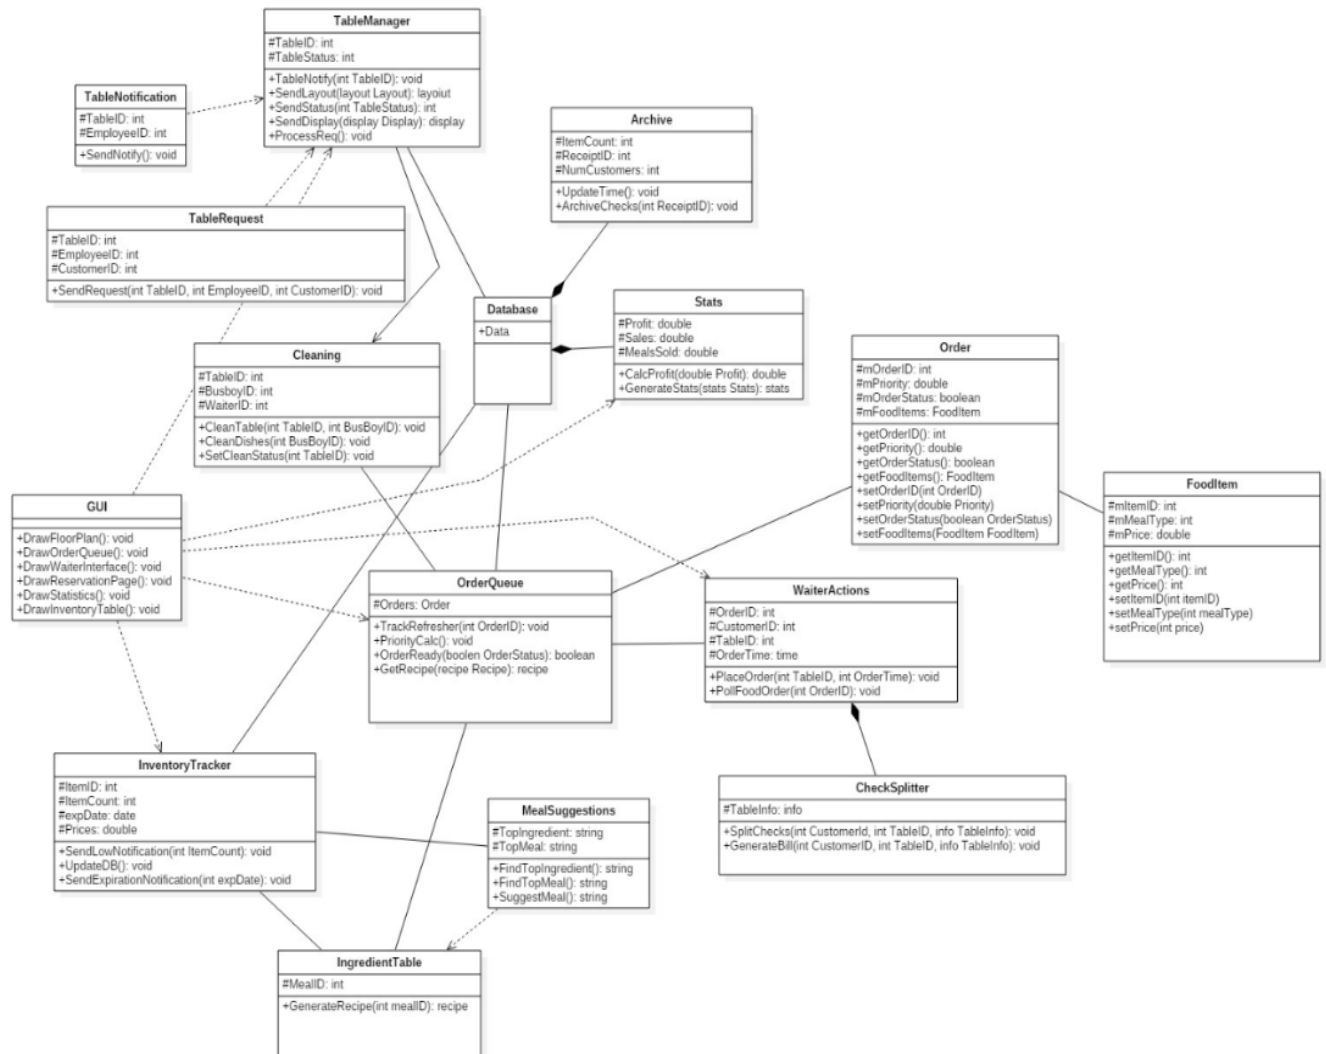 TableManager
#TableID: int
#TableStatus: int
+TableNotify(int TableID): void
+SendLayout(layout Layout): layoiut
+SendStatus(int TableStatus): int
+SendDisplay(display Display): display
+ProcessReq(): void
TableNotification
#TableID: int
#EmployeeID: int
+SendNotify(): void
Archive
#ItemCount: int
#ReceiptID: int
#NumCustomers: int
+UpdateTime(): void
+ArchiveChecks(int ReceiptID): void
TableRequest
#TableID: int
#EmployeeID: int
#CustomerID: int
+SendRequest(int TableID, int EmployeeID, int CustomerID): void
Database
+Data
Stats
#Profit: double
#Sales: double
#MealsSold: double
+CalcProfit(double Profit): double
+GenerateStats(stats Stats): stats
Cleaning
#TableID: int
#BusboyID: int
#WaiterID: int
+CleanTable(int TableID, int BusBoyID): void
+CleanDishes(int BusBoyID): void
+SetCleanStatus(int TableID): void
Order
#mOrderID: int
#mPriority: double
#mOrderStatus: boolean
#mFoodItems: FoodItem
+getOrderID(): int
+getPriority(): double
+getOrderStatus(): boolean
+getFoodItems(): FoodItem
+setOrderID(int OrderID)
+setPriority(double Priority)
+setOrderStatus(boolean OrderStatus)
+setFoodItems(FoodItem FoodItem)
FoodItem
#mItemID: int
#mMealType: int
#mPrice: double
+getItemID(): int
+getMealType(): int
+getPrice(): int
+setItemID(int itemID)
+setMealType(int mealType)
+setPrice(int price)
GUI
+DrawFloorPlan(): void
+DrawOrderQueue(): void
+DrawWaiterInterface(): void
+DrawReservationPage(): void
+DrawStatistics(): void
+DrawInventoryTable(): void
OrderQueue
#Orders: Order
+TrackRefresher(int OrderID): void
+PriorityCalc(): void
+OrderReady(boolen OrderStatus): boolean
+GetRecipe(recipe Recipe): recipe
WaiterActions
#OrderID: int
#CustomerID: int
#TableID: int
#OrderTime: time
+PlaceOrder(int TableID, int OrderTime): void
+PollFoodOrder(int OrderID): void
InventoryTracker
#ItemID: int
#ItemCount: int
#expDate: date
#Prices: double
+SendLowNotification(int ItemCount): void
+UpdateDB(): void
+SendExpirationNotification(int expDate): void
MealSuggestions
#TopIngredient: string
#TopMeal: string
+FindTopIngredient(): string
+FindTopMeal(): string
+SuggestMeal(): string
CheckSplitter
#TableInfo: info
+SplitChecks(int CustomerId, int TableID, info TableInfo): void
+GenerateBill(int CustomerID, int TableID, info TableInfo): void
IngredientTable
#MealID: int
+GenerateRecipe(int mealID): recipe